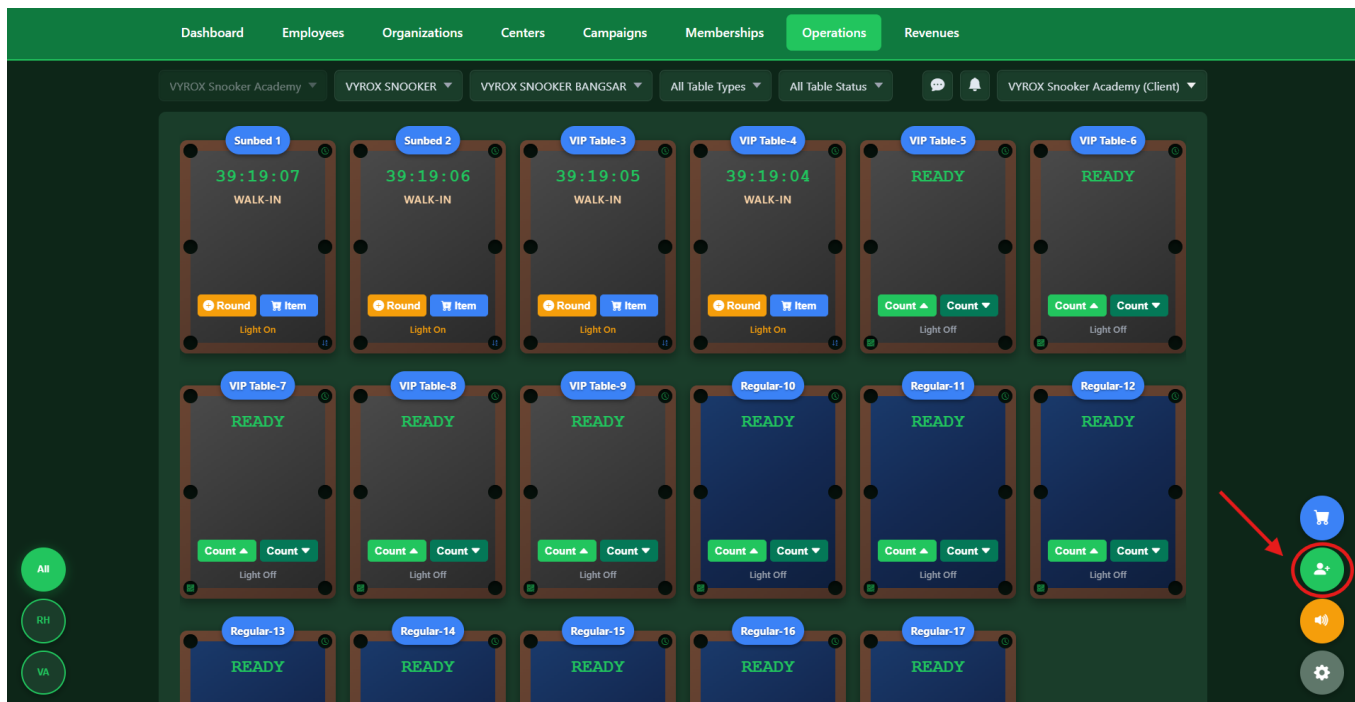 Dashboard Employees Organizations Centers Campaigns Memberships Operations Revenues
VYROX Snooker Academy VYROX SNOOKER VYROX SNOOKER BANGSAR All Table Types All Table Status VYROX Snooker Academy (Client)
Sunbed 1 Sunbed 2 VIP Table-3 VIP Table-4 VIP Table-5 VIP Table-6
39:19:07 39:19:06 39:19:05 39:19:04 READY READY
WALK-IN WALK-IN WALK-IN WALK-IN
Round Item Round Item Round Item Round Item Count Count Count Count
Light On Light On Light On Light On Light Off Light Off
VIP Table-7 VIP Table-8 VIP Table-9 Regular-10 Regular-11 Regular-12
READY READY READY READY READY READY
Count Count Count Count Count Count Count Count Count Count Count Count
Light Off Light Off Light Off Light Off Light Off Light Off
All
RH
VA
Regular-13 Regular-14 Regular-15 Regular-16 Regular-17
READY READY READY READY READY